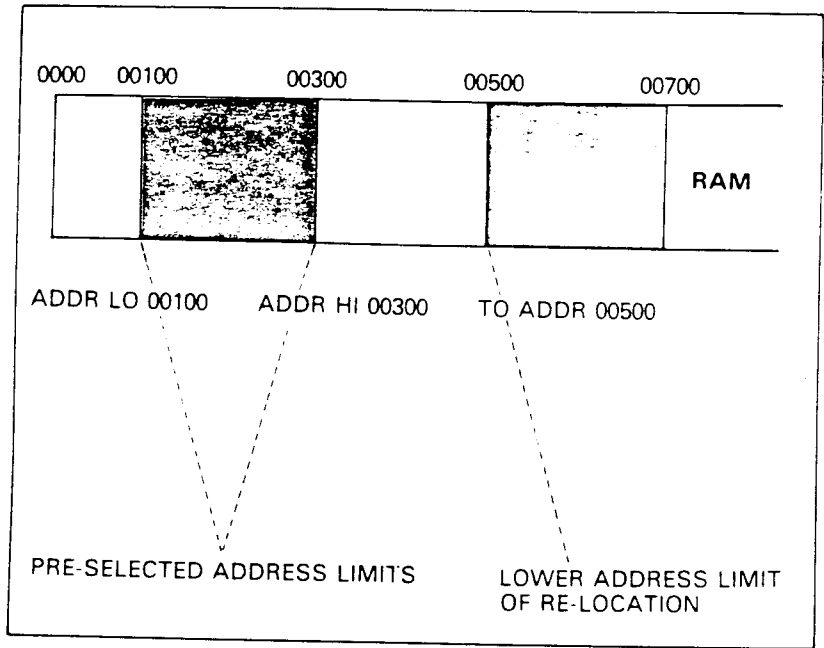 0000 00100 00300 00500 00700
RAM
ADDR LO 00100 ADDR HI 00300 TO ADDR 00500
PRE-SELECTED ADDRESS LIMITS
LOWER ADDRESS LIMIT
OF RE-LOCATION